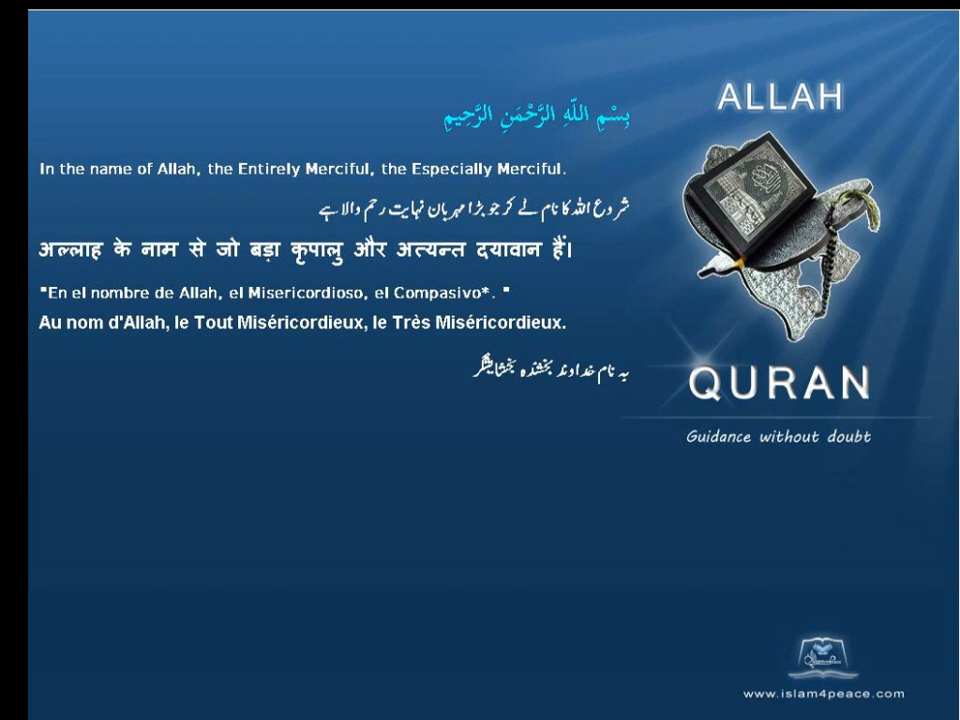 بِسْمِ اللَّهِ الرَّحْمَنِ الرَّحِيمِ
In the name of Allah, the Entirely Merciful, the Especially Merciful.
شروع اللہ کا نام لے کر جو بڑا مہربان نہایت رحم والا ہے
अल्लाह के नाम से जो बड़ा कृपालु और अत्यन्त दयावान हैं।
"En el nombre de Allah, el Misericordioso, el Compasivo*. "
Au nom d'Allah, le Tout Miséricordieux, le Très Miséricordieux.
به نام خداوند بخشنده بخشایشگر
ALLAH
QURAN
Guidance without doubt
www.islam4peace.com